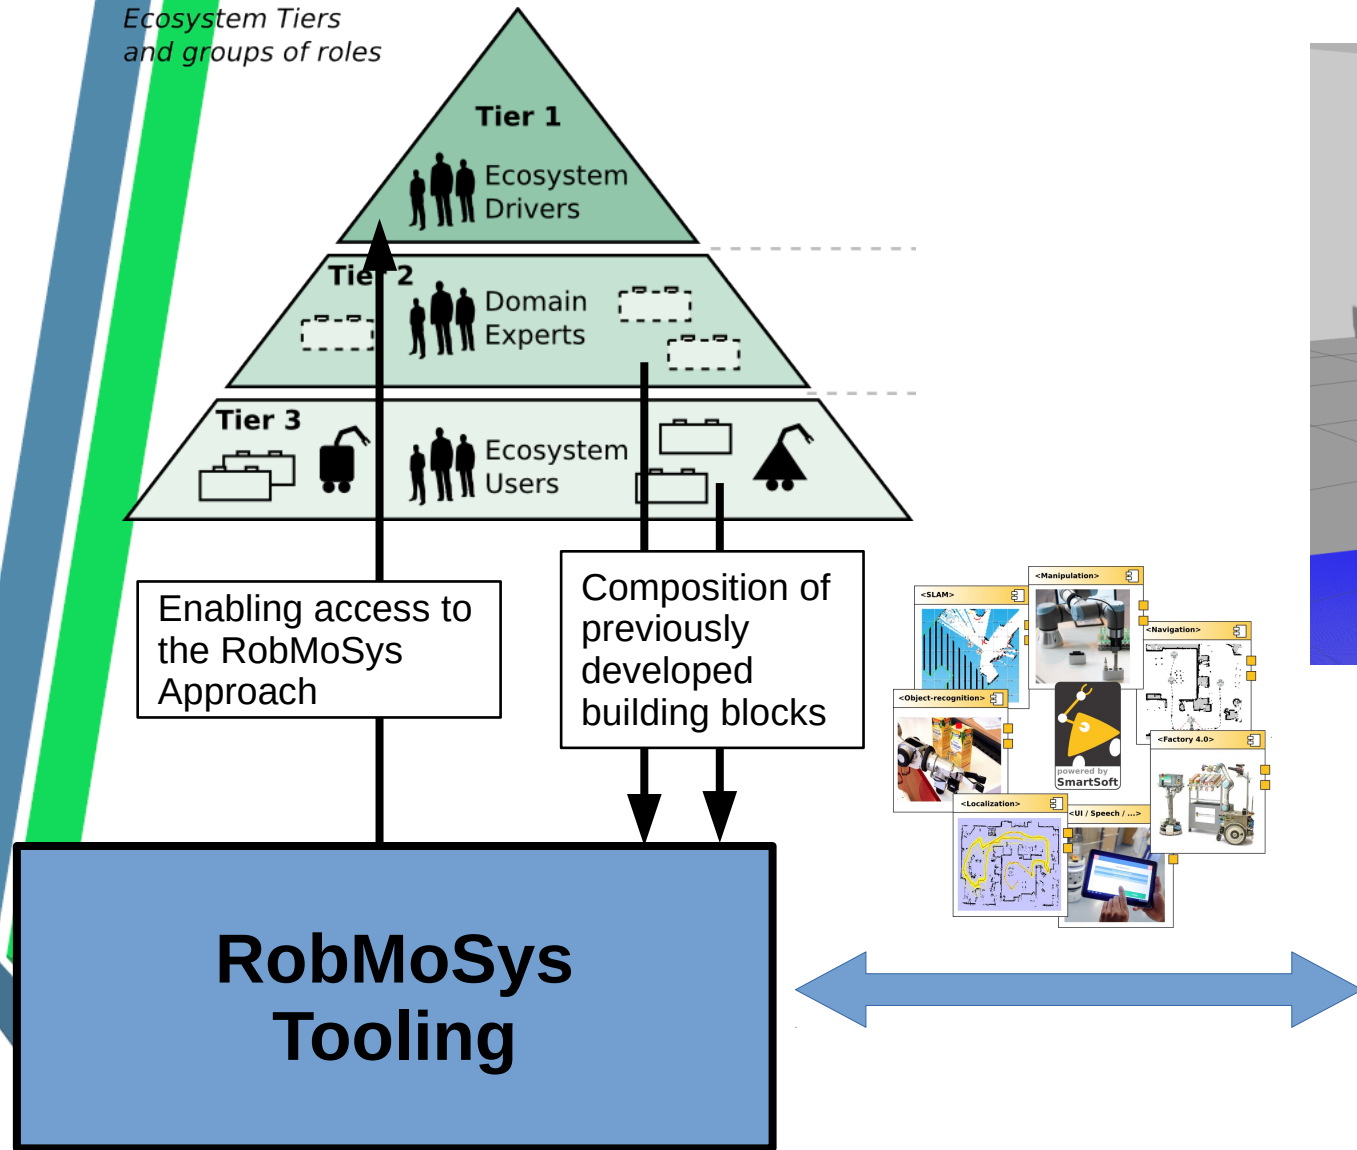 Ecosystem Tiers
and groups of roles
Tier 1
Ecosystem
Drivers
Tier 2
Domain
Experts
Tier 3
Ecosystem
Users
Enabling access to
the RobMoSys
Approach
Composition of
previously
developed
building blocks
<Manipulation>
<SLAM>
<Navigation>
<Object-recognition>
<Factory 4.0>
powered by
SmartSoft
<Localization>
<UI / Speech / ...>
RobMoSys
Tooling